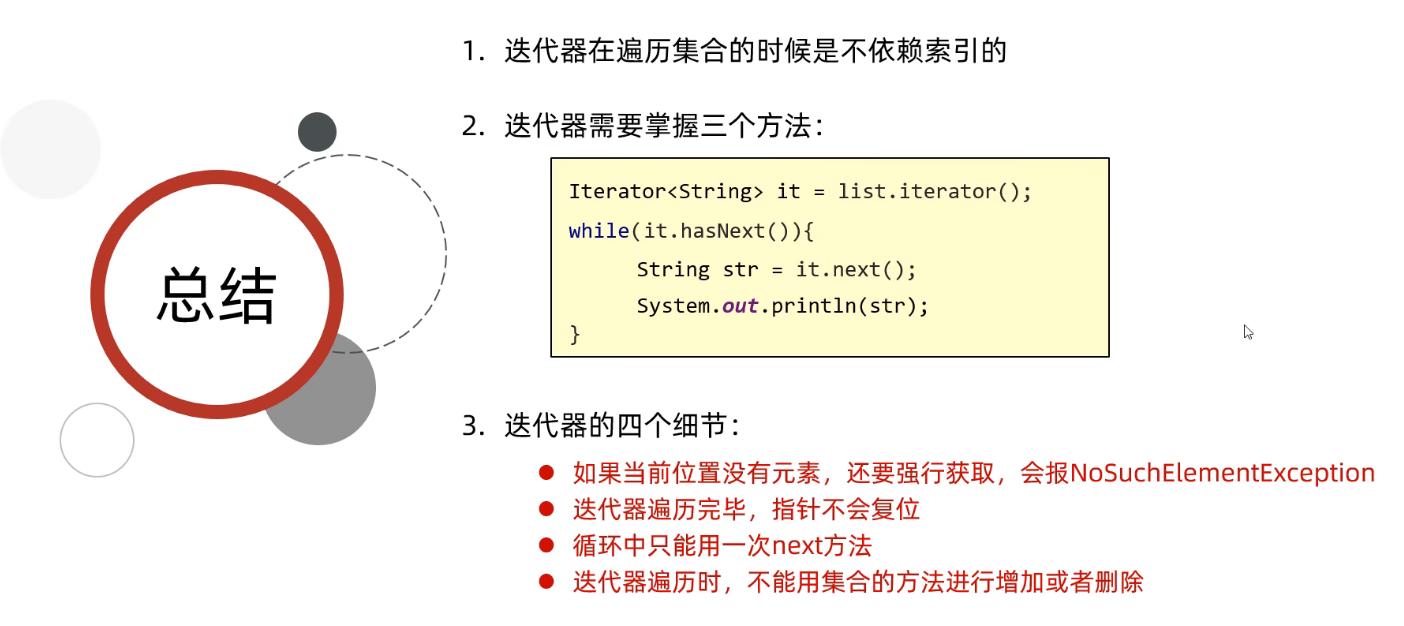 总结
1. 迭代器在遍历集合的时候是不依赖索引的
2. 迭代器需要掌握三个方法：
Iterator<String> it = list.iterator();
while(it.hasNext()){
String str = it.next();
System.out.println(str);
}
3. 迭代器的四个细节：
● 如果当前位置没有元素，还要强行获取，会报NoSuchElementException
● 迭代器遍历完毕，指针不会复位
● 循环中只能用一次next方法
● 迭代器遍历时，不能用集合的方法进行增加或者删除